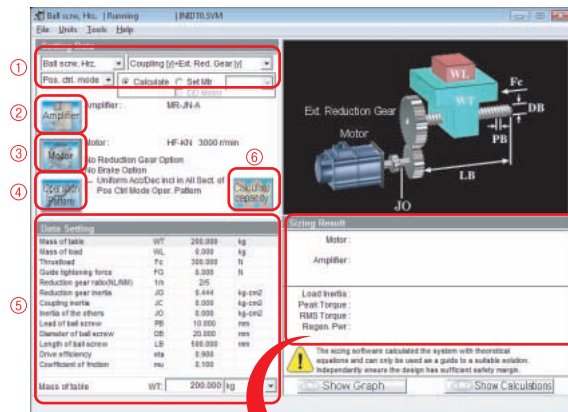 Ball scrw, Hrz. | Running | INIDT0.SVM
File Units Tools Help
① Ball scrw, Hrz. Coupling [y]+Ext. Red. Gear [y]
Pos. ctrl. mode Calculate Set Mtr
② Amplifier Amplifier : MR-JN-A
③ Motor Motor : HF-KN 3000 r/min
No Reduction Gear Option
No Brake Option
④ Operation Pattern Uniform Acc/Dec Incl in All Sect. of
Pos Ctrl Mode Oper. Pattern
⑥ Calculate capacity
WL
WT
Fc
DB
PB
LB
JO
Ext. Reduction Gear
Motor
⑤ Data Setting
Mass of table WT 200.000 kg
Mass of load WL 0.000 kg
Thrustload Fc 300.000 N
Guide tightening force FG 0.000 N
Reduction gear ratio(NL/NM) 1/n 2/5
Reduction gear inertia JG 0.444 kg-cm2
Coupling inertia JC 0.000 kg-cm2
Inertia of the others JO 0.000 kg-cm2
Lead of ball screw PB 10.000 mm
Diameter of ball screw DB 20.000 mm
Length of ball screw LB 500.000 mm
Drive efficiency eta 0.900
Coefficient of friction mu 0.100
Mass of table WT: 200.000 kg
Sizing Result
Motor :
Amplifier :
Load Inertia :
Peak Torque :
RMS Torque :
Regen. Pwr :
The sizing software calculated the system with theoretical
equations and can only be used as a guide to a suitable solution.
Independently ensure the design has sufficient safety margin.
Show Graph Show Calculations